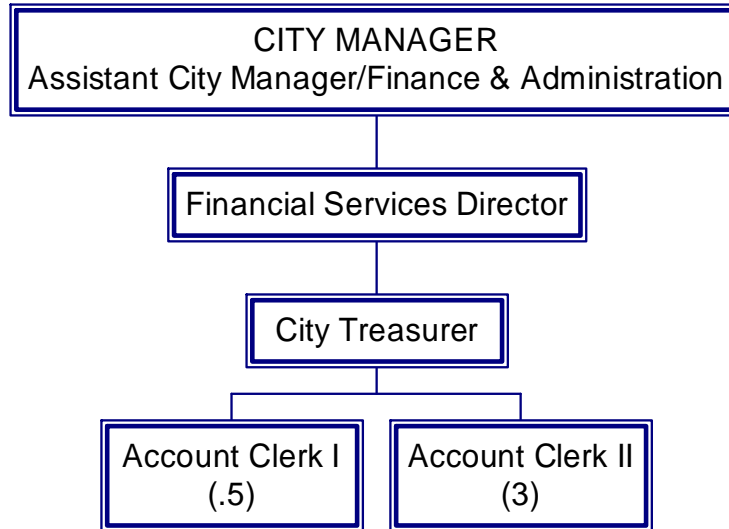 CITY MANAGER
Assistant City Manager/Finance & Administration
Financial Services Director
City Treasurer
Account Clerk I
(.5)
Account Clerk II
(3)